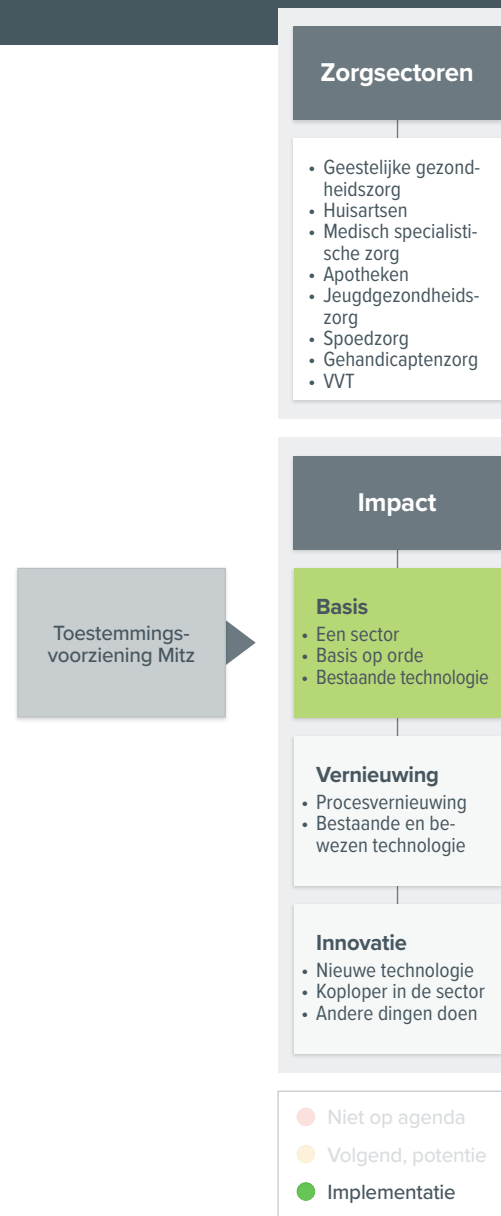 Zorgsectoren
• Geestelijke gezond-
heidszorg
• Huisartsen
• Medisch specialisti-
sche zorg
• Apotheken
• Jeugdgezondheids-
zorg
• Spoedzorg
• Gehandicaptenzorg
• VVT
Impact
Toestemmings-
voorziening Mitz
Basis
• Een sector
• Basis op orde
• Bestaande technologie
Vernieuwing
• Procesvernieuwing
• Bestaande en be-
wezen technologie
Innovatie
• Nieuwe technologie
• Koploper in de sector
• Andere dingen doen
Niet op agenda
Volgend, potentie
Implementatie